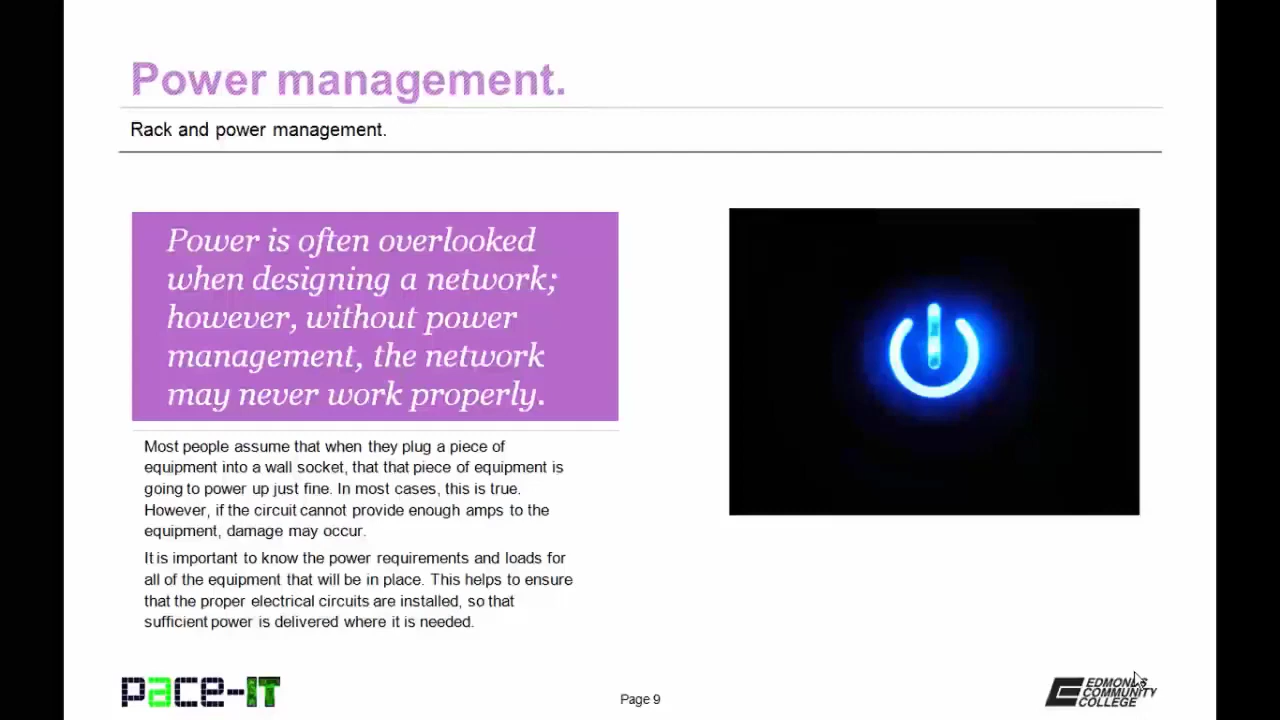 Power management.
Rack and power management.
Power is often overlooked
when designing a network;
however, without power
management, the network
may never work properly.
Most people assume that when they plug a piece of
equipment into a wall socket, that that piece of equipment is
going to power up just fine. In most cases, this is true.
However, if the circuit cannot provide enough amps to the
equipment, damage may occur.
It is important to know the power requirements and loads for
all of the equipment that will be in place. This helps to ensure
that the proper electrical circuits are installed, so that
sufficient power is delivered where it is needed.
pace-IT
Page 9
EDMONDS
COMMUNITY
COLLEGE